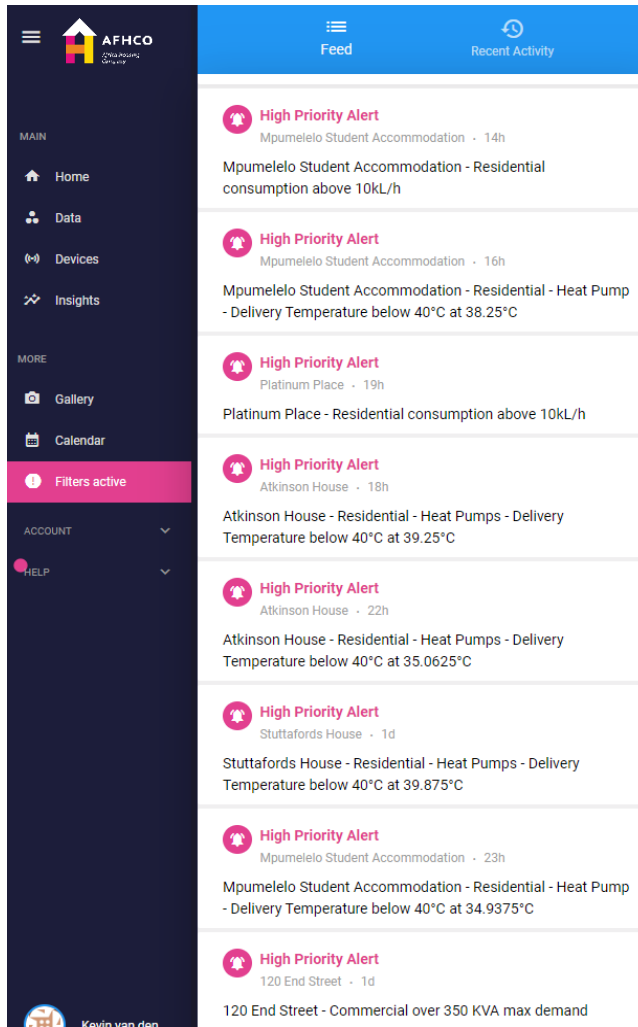 AFHCO
Africa Housing
Company
MAIN
Home
Data
Devices
Insights
MORE
Gallery
Calendar
Filters active
ACCOUNT
HELP
Kevin van den
Feed
Recent Activity
High Priority Alert
Mpumelelo Student Accommodation · 14h
Mpumelelo Student Accommodation - Residential
consumption above 10kL/h
High Priority Alert
Mpumelelo Student Accommodation · 16h
Mpumelelo Student Accommodation - Residential - Heat Pump
- Delivery Temperature below 40°C at 38.25°C
High Priority Alert
Platinum Place · 19h
Platinum Place - Residential consumption above 10kL/h
High Priority Alert
Atkinson House · 18h
Atkinson House - Residential - Heat Pumps - Delivery
Temperature below 40°C at 39.25°C
High Priority Alert
Atkinson House · 22h
Atkinson House - Residential - Heat Pumps - Delivery
Temperature below 40°C at 35.0625°C
High Priority Alert
Stuttafords House · 1d
Stuttafords House - Residential - Heat Pumps - Delivery
Temperature below 40°C at 39.875°C
High Priority Alert
Mpumelelo Student Accommodation · 23h
Mpumelelo Student Accommodation - Residential - Heat Pump
- Delivery Temperature below 40°C at 34.9375°C
High Priority Alert
120 End Street · 1d
120 End Street - Commercial over 350 KVA max demand